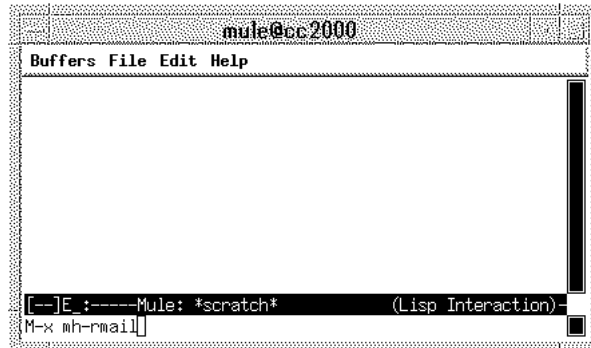 mule@cc2000
Buffers File Edit Help
[--]E_:-----Mule: *scratch* (Lisp Interaction)-
M-x mh-rmail